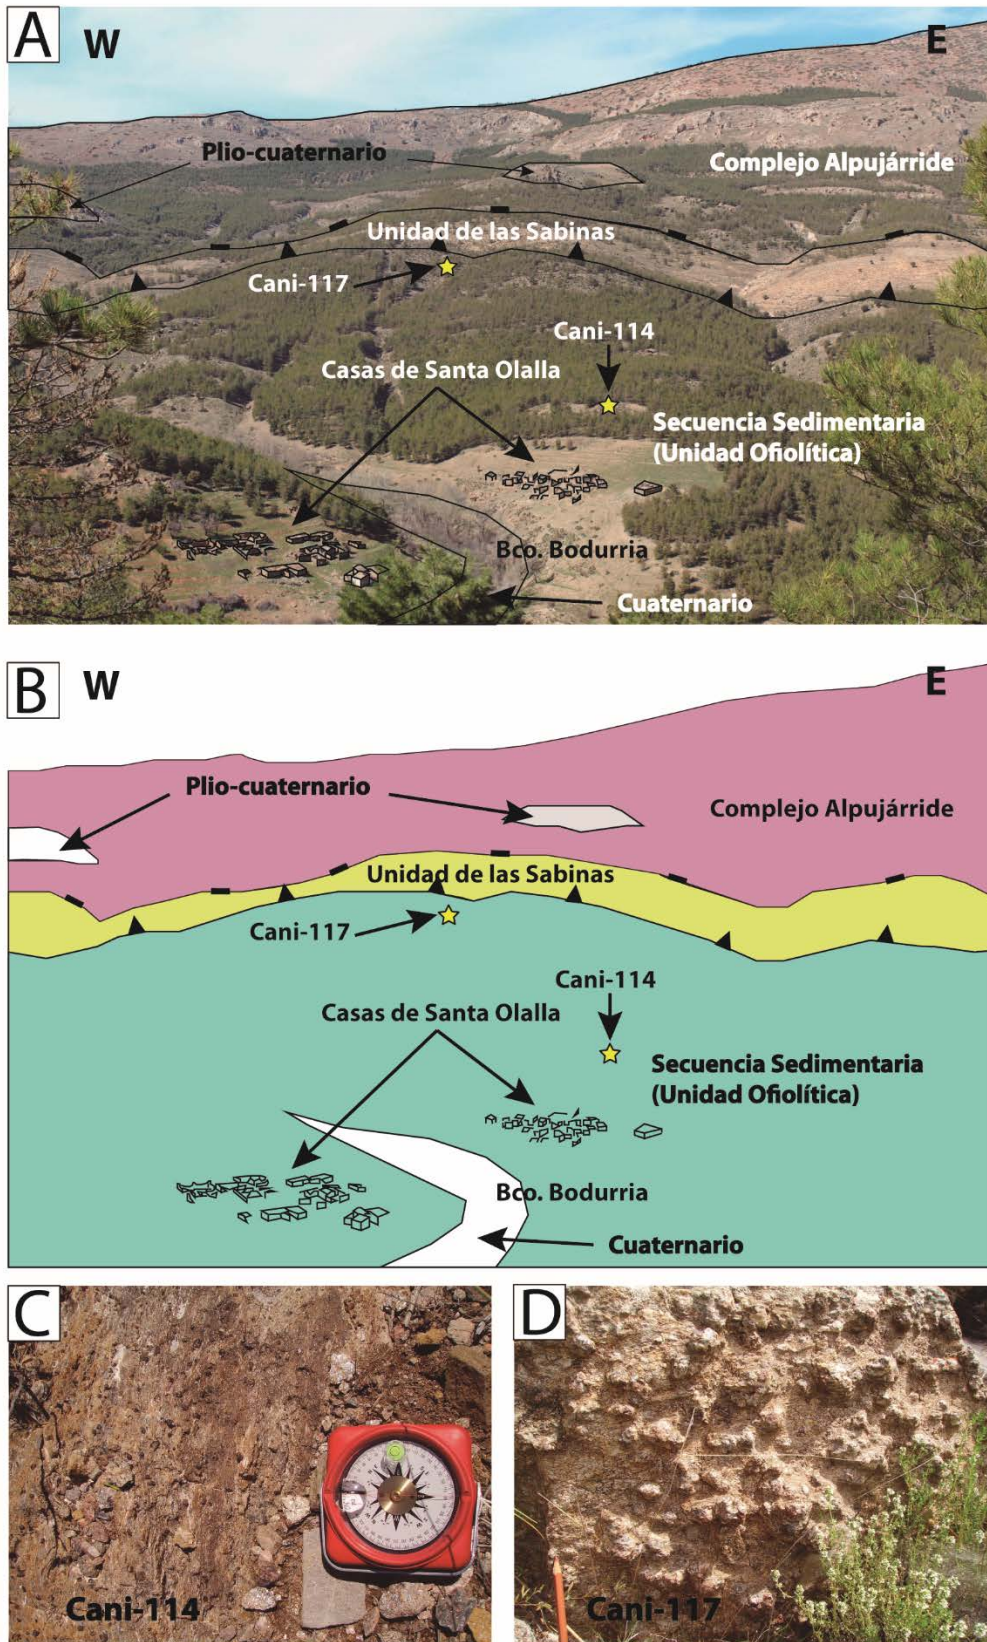 A
W
E
Plio-cuaternario
Complejo Alpujárride
Unidad de las Sabinas
Cani-117
Cani-114
Casas de Santa Olalla
Secuencia Sedimentaria
(Unidad Ofiolítica)
Bco. Bodurria
Cuaternario
B
W
E
Plio-cuaternario
Complejo Alpujárride
Unidad de las Sabinas
Cani-117
Cani-114
Casas de Santa Olalla
Secuencia Sedimentaria
(Unidad Ofiolítica)
Bco. Bodurria
Cuaternario
C
Cani-114
D
Cani-117